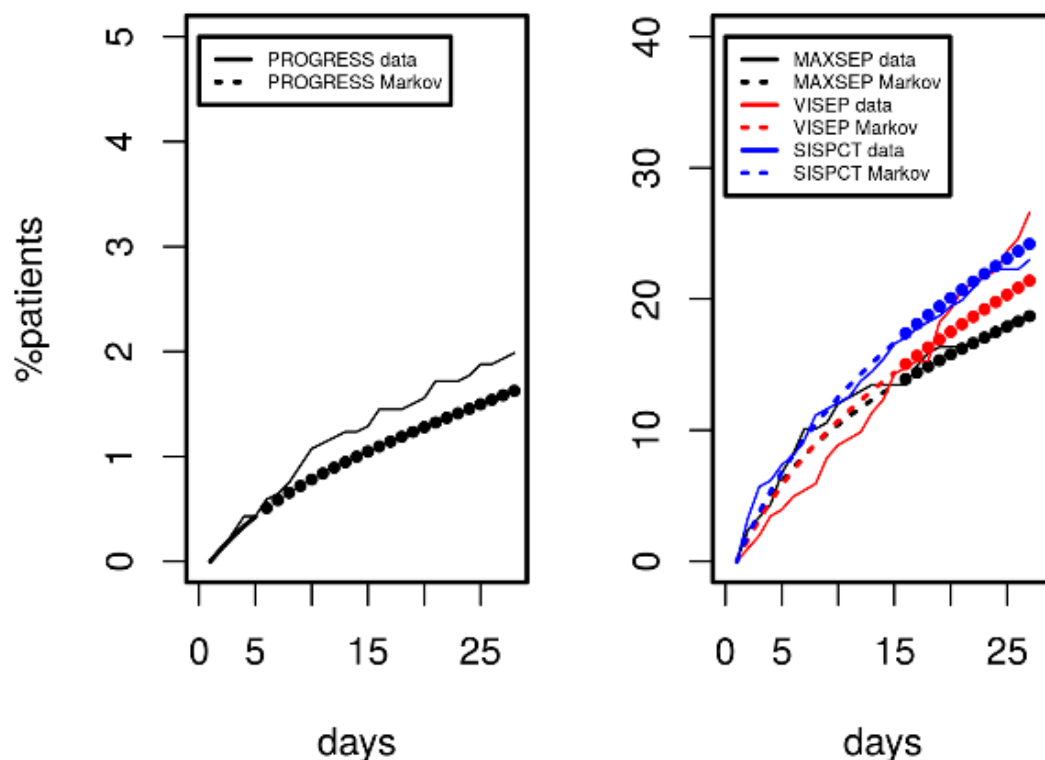 %patients
5
4
3
2
1
0
PROGRESS data
PROGRESS Markov
0 5 15 25
days
40
30
20
10
0
MAXSEP data
MAXSEP Markov
VISEP data
VISEP Markov
SISPCT data
SISPCT Markov
0 5 15 25
days